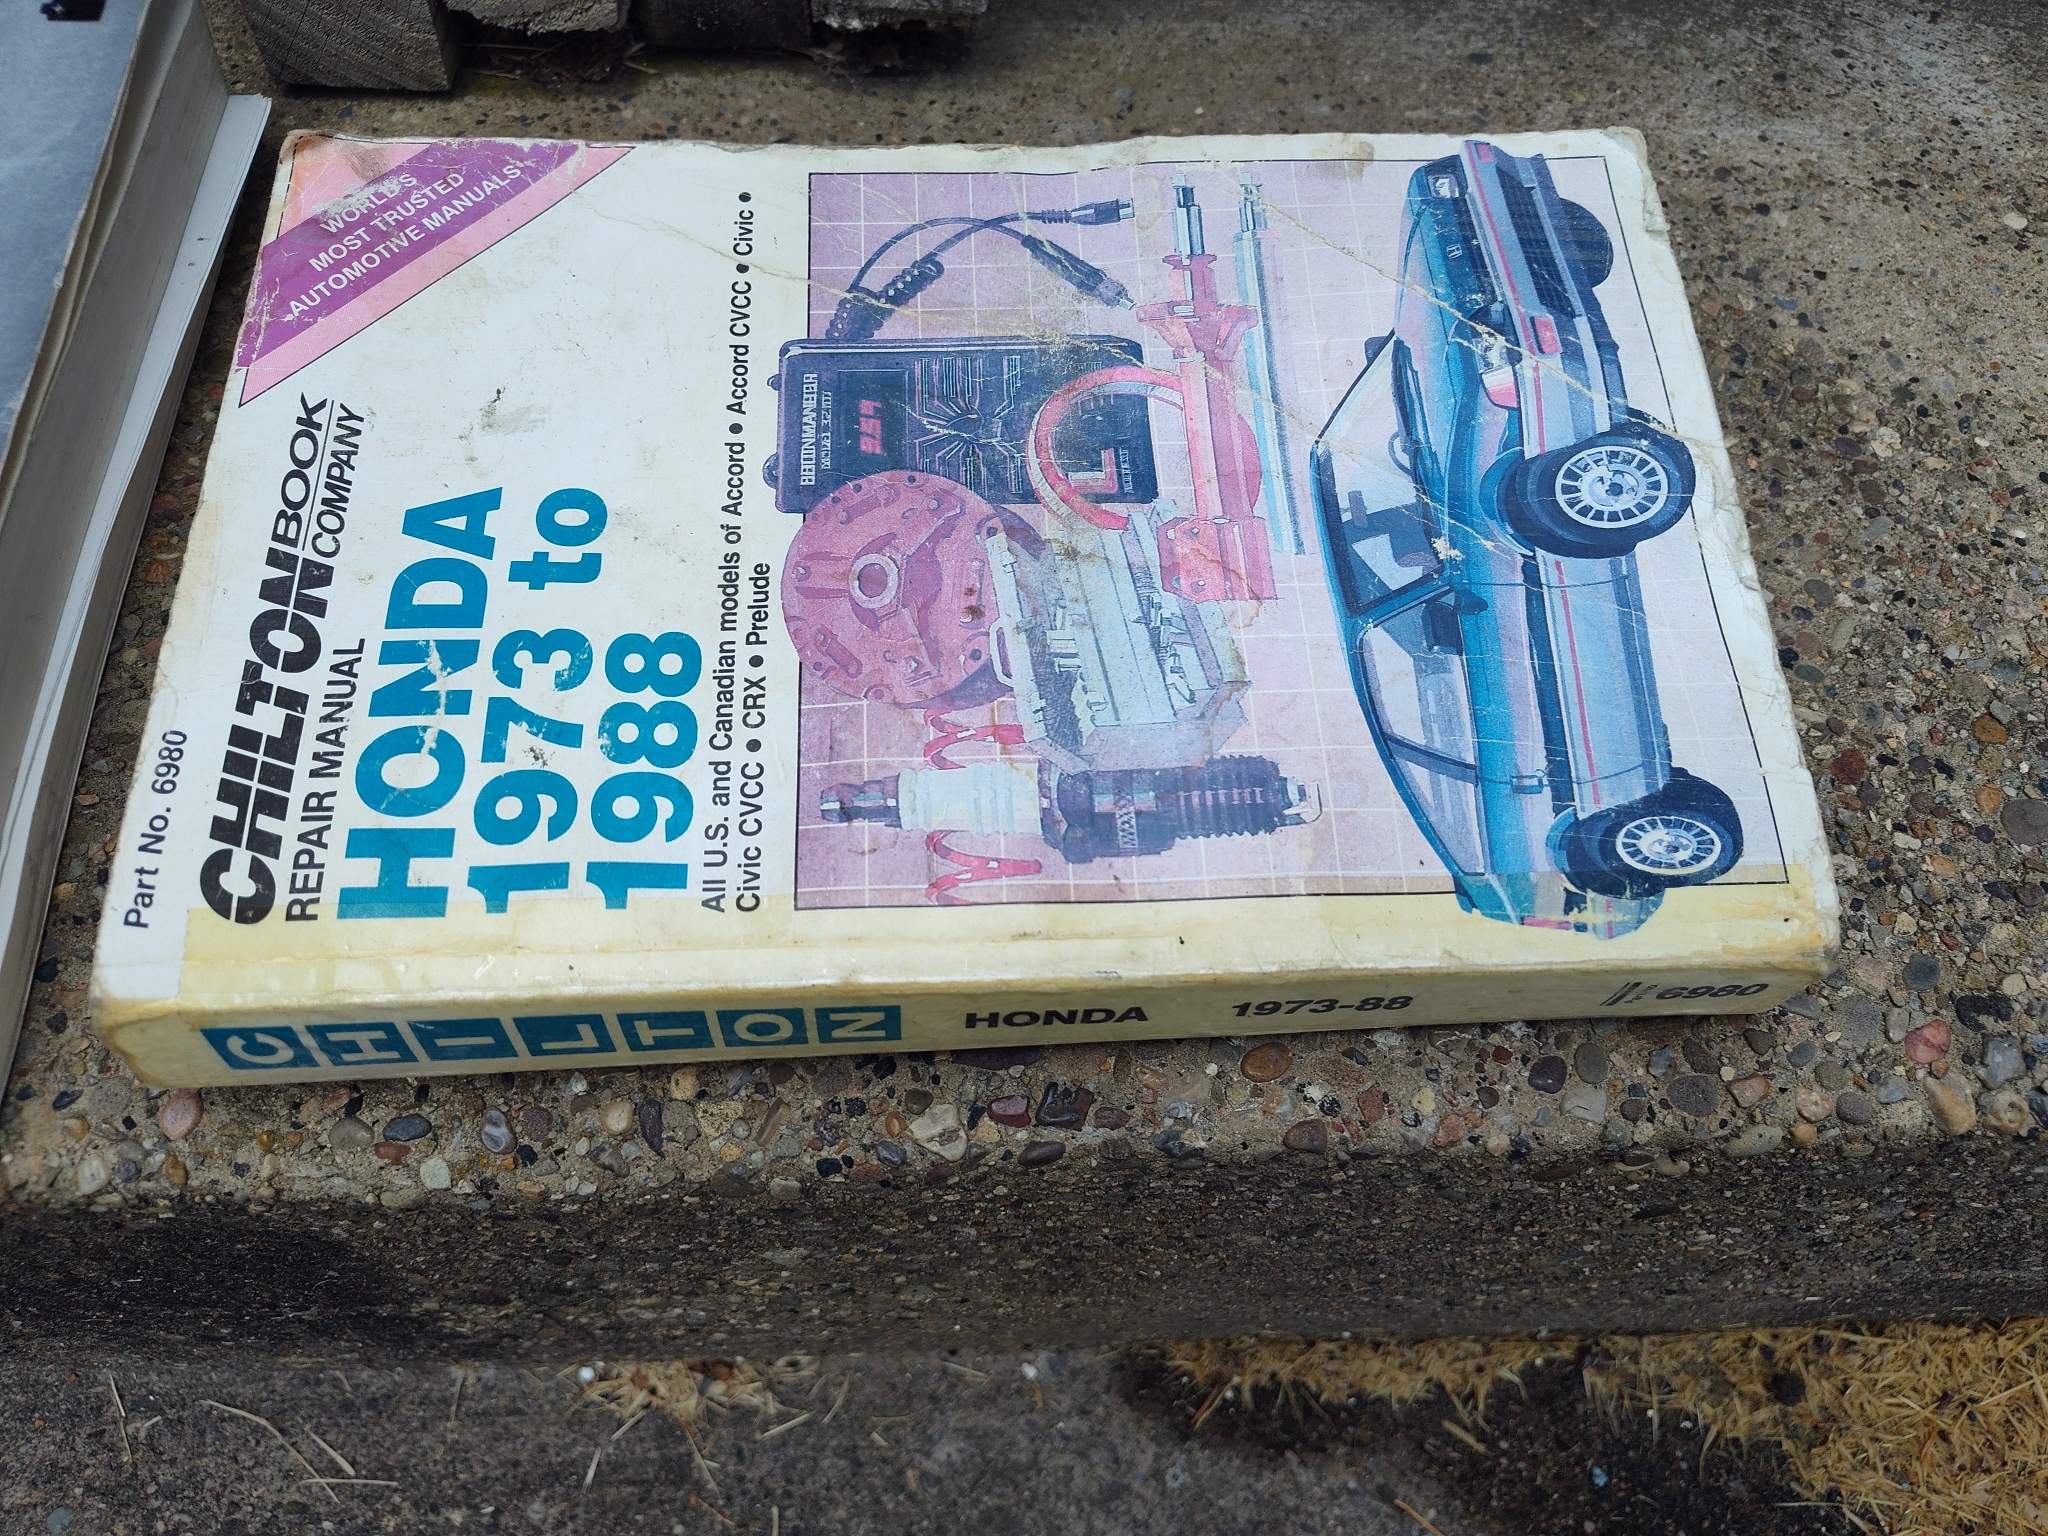 Part No. 6980
WORLD'S
MOST TRUSTED
AUTOMOTIVE MANUALS
CHILTON BOOK
COMPANY
REPAIR MANUAL
HONDA
1973 to
1988
All U.S. and Canadian models of Accord • Accord CVCC • Civic •
Civic CVCC • CRX • Prelude
CHILTON HONDA 1973-88 6980